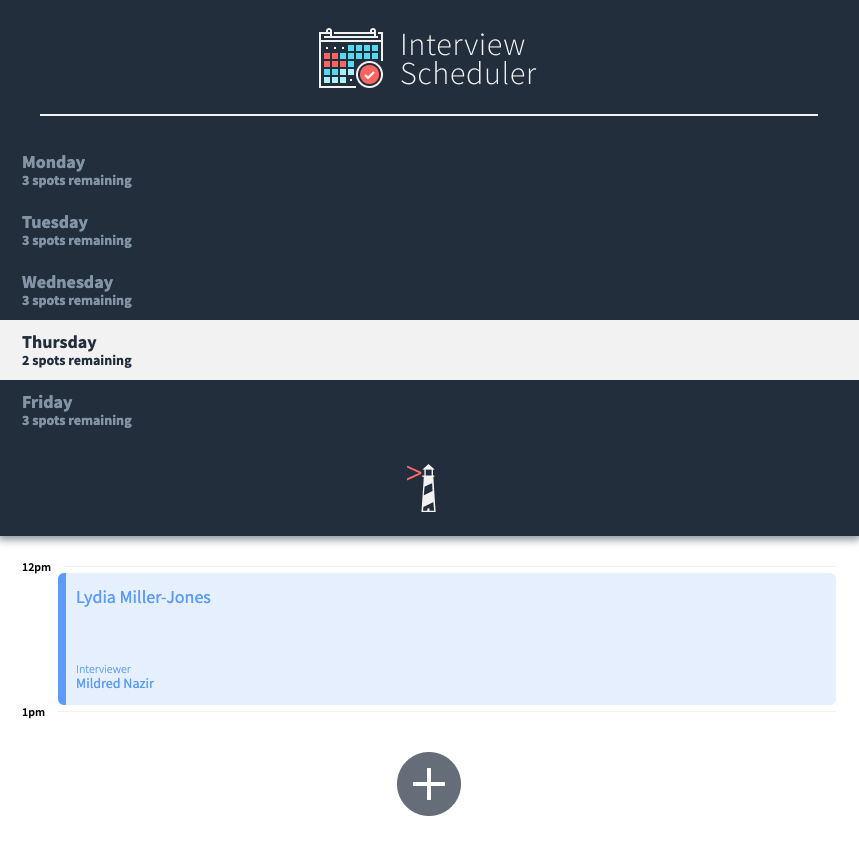 Interview
Scheduler
Monday
3 spots remaining
Tuesday
3 spots remaining
Wednesday
3 spots remaining
Thursday
2 spots remaining
Friday
3 spots remaining
12pm
Lydia Miller-Jones
Interviewer
Mildred Nazir
1pm